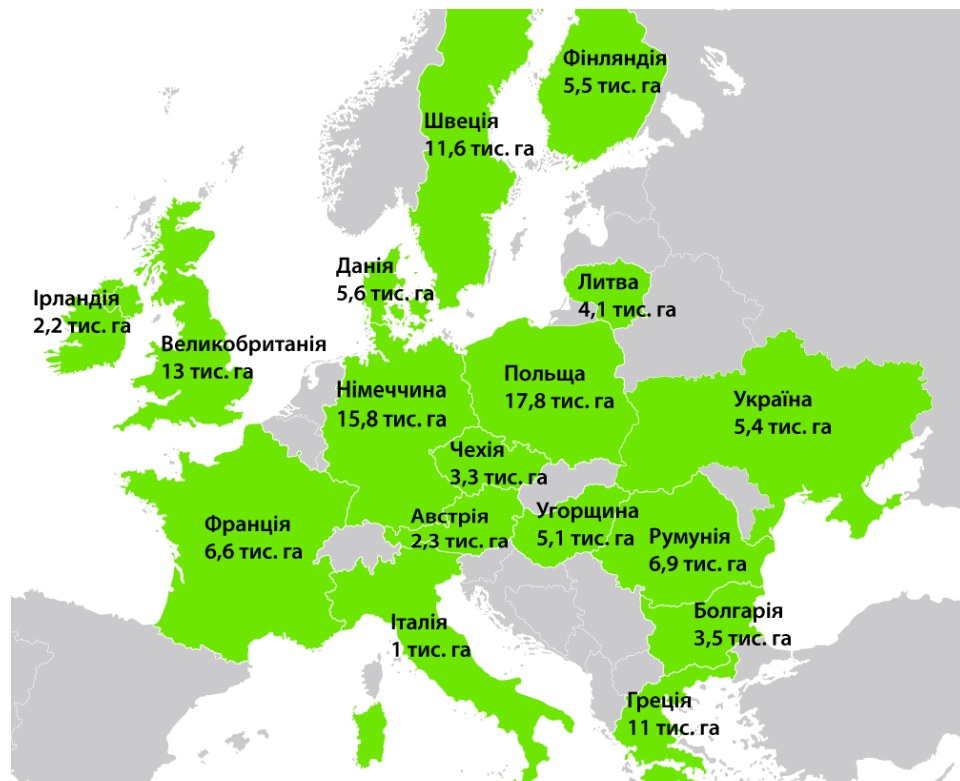 Фінляндія
5,5 тис. га
Швеція
11,6 тис. га
Данія
5,6 тис. га
Литва
4,1 тис. га
Ірландія
2,2 тис. га
Великобританія
13 тис. га
Німеччина
15,8 тис. га
Польща
17,8 тис. га
Україна
5,4 тис. га
Чехія
3,3 тис. га
Франція
6,6 тис. га
Австрія
2,3 тис. га
Угорщина
5,1 тис. га
Румунія
6,9 тис. га
Болгарія
3,5 тис. га
Італія
1 тис. га
Греція
11 тис. га